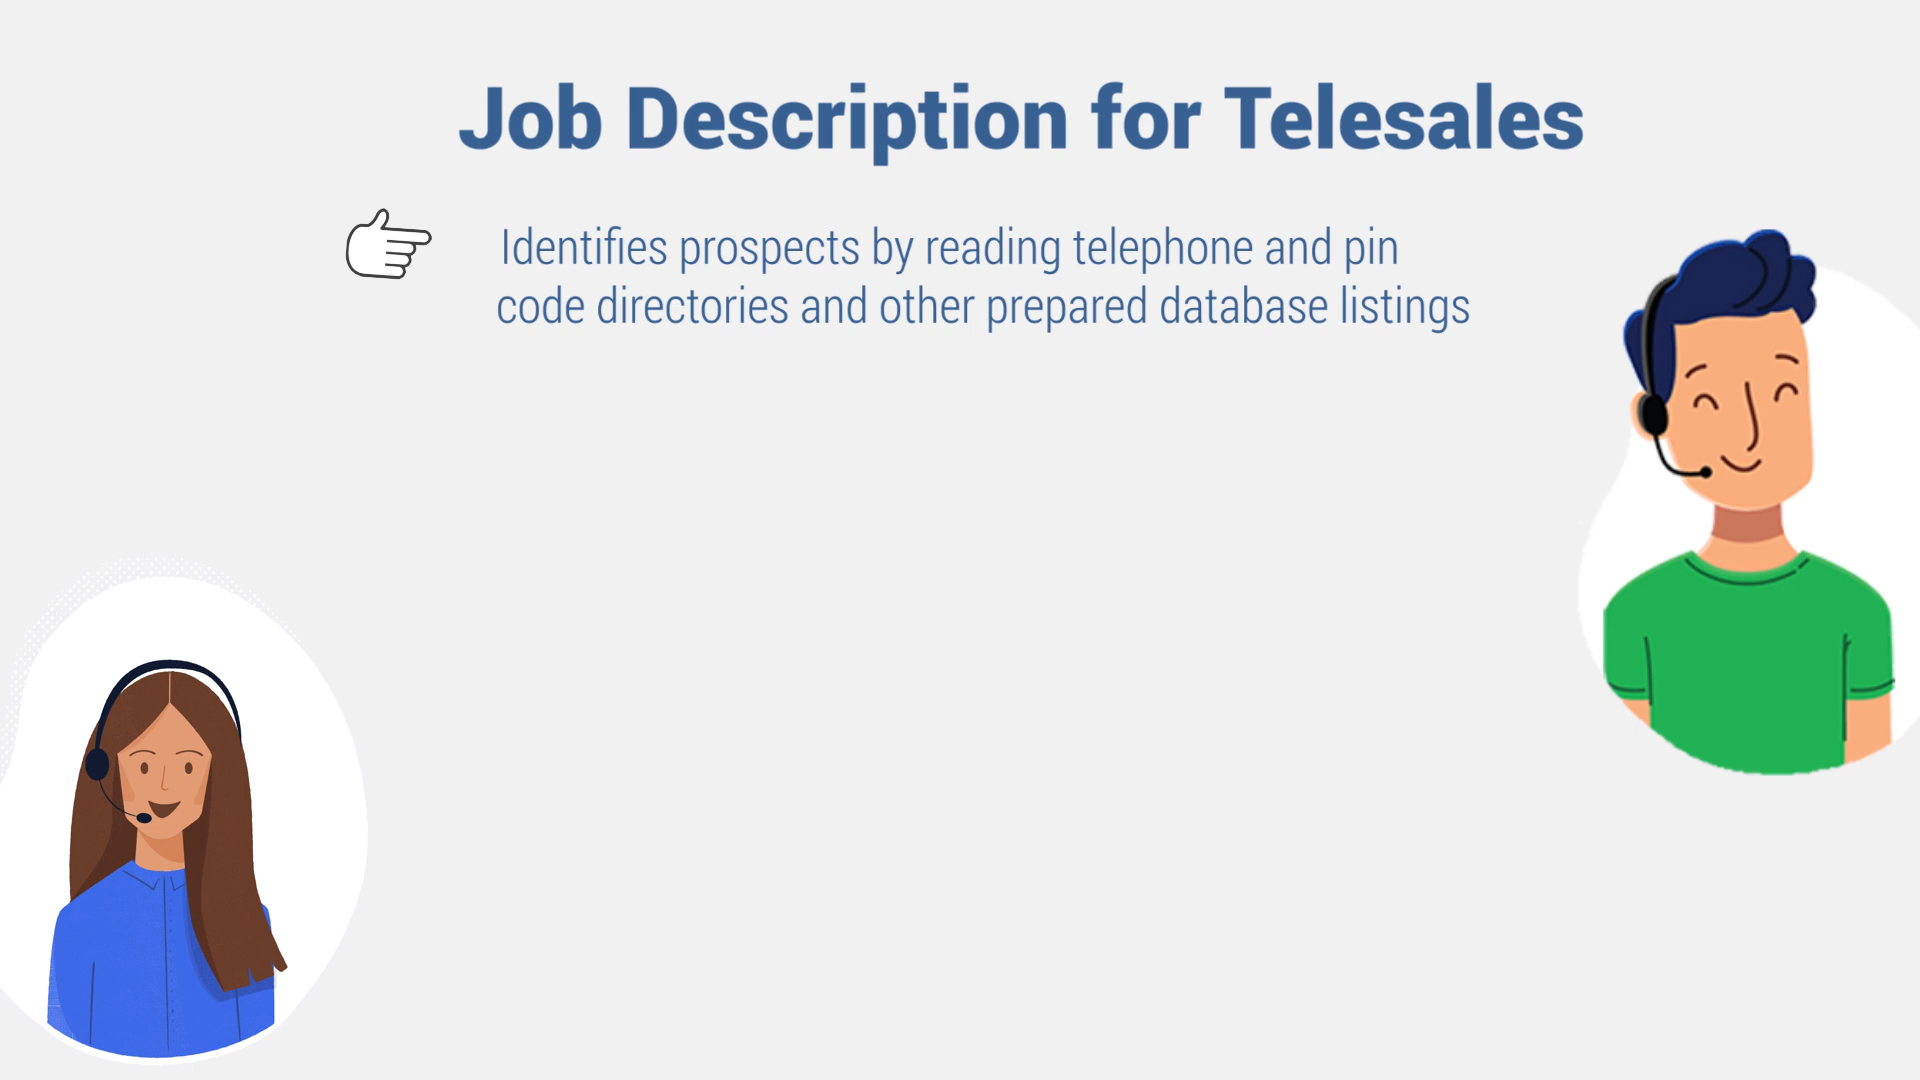 Job Description for Telesales
Identifies prospects by reading telephone and pin
code directories and other prepared database listings